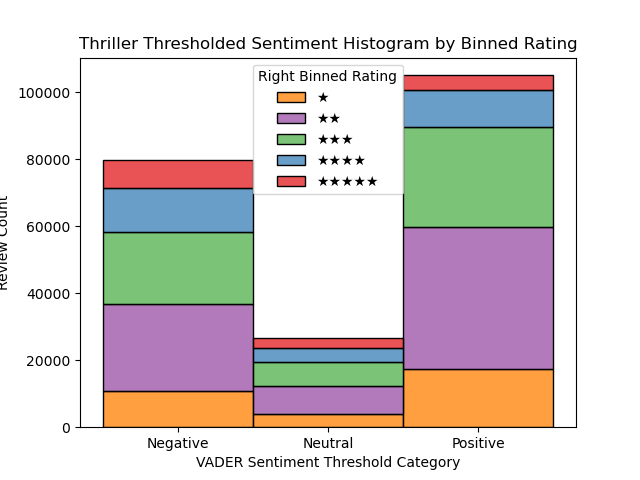 Thriller Thresholded Sentiment Histogram by Binned Rating
Right Binned Rating
★
★★
★★★
★★★★
★★★★★
Review Count
100000
80000
60000
40000
20000
0
Negative Neutral Positive
VADER Sentiment Threshold Category